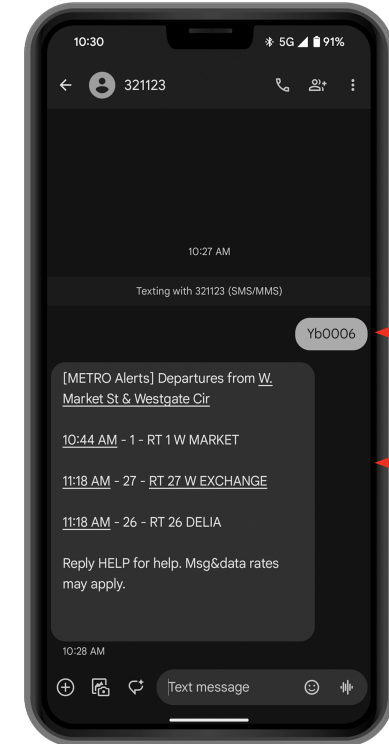 10:30 5G 91%
321123
10:27 AM
Texting with 321123 (SMS/MMS)
Yb0006
[METRO Alerts] Departures from W.
Market St & Westgate Cir
10:44 AM - 1 - RT 1 W MARKET
11:18 AM - 27 - RT 27 W EXCHANGE
11:18 AM - 26 - RT 26 DELIA
Reply HELP for help. Msg&data rates
may apply.
10:28 AM
Text message